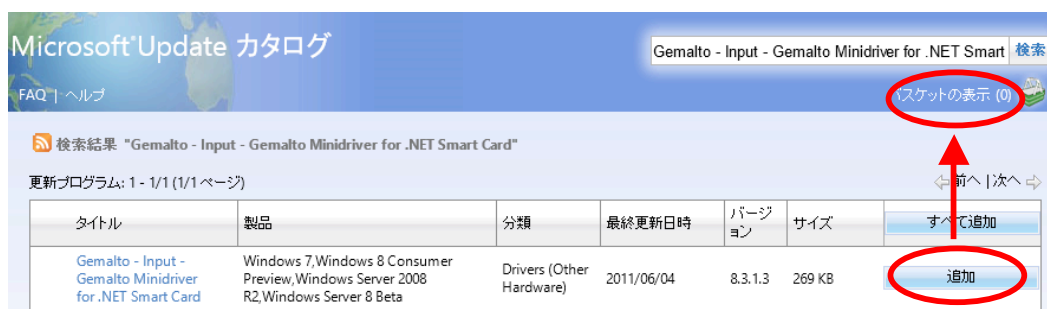 Microsoft Update カタログ
Gemalto - Input - Gemalto Minidriver for .NET Smart 検索
FAQ | ヘルプ
バスケットの表示 (0)
検索結果 "Gemalto - Input - Gemalto Minidriver for .NET Smart Card"
更新プログラム: 1 - 1/1 (1/1 ページ)
前へ | 次へ
タイトル 製品 分類 最終更新日時 バージ サイズ すべて追加
ョン
Gemalto - Input - Windows 7,Windows 8 Consumer
Gemalto Minidriver Preview,Windows Server 2008 Drivers (Other 2011/06/04 8.3.1.3 269 KB 追加
for .NET Smart Card R2,Windows Server 8 Beta Hardware)